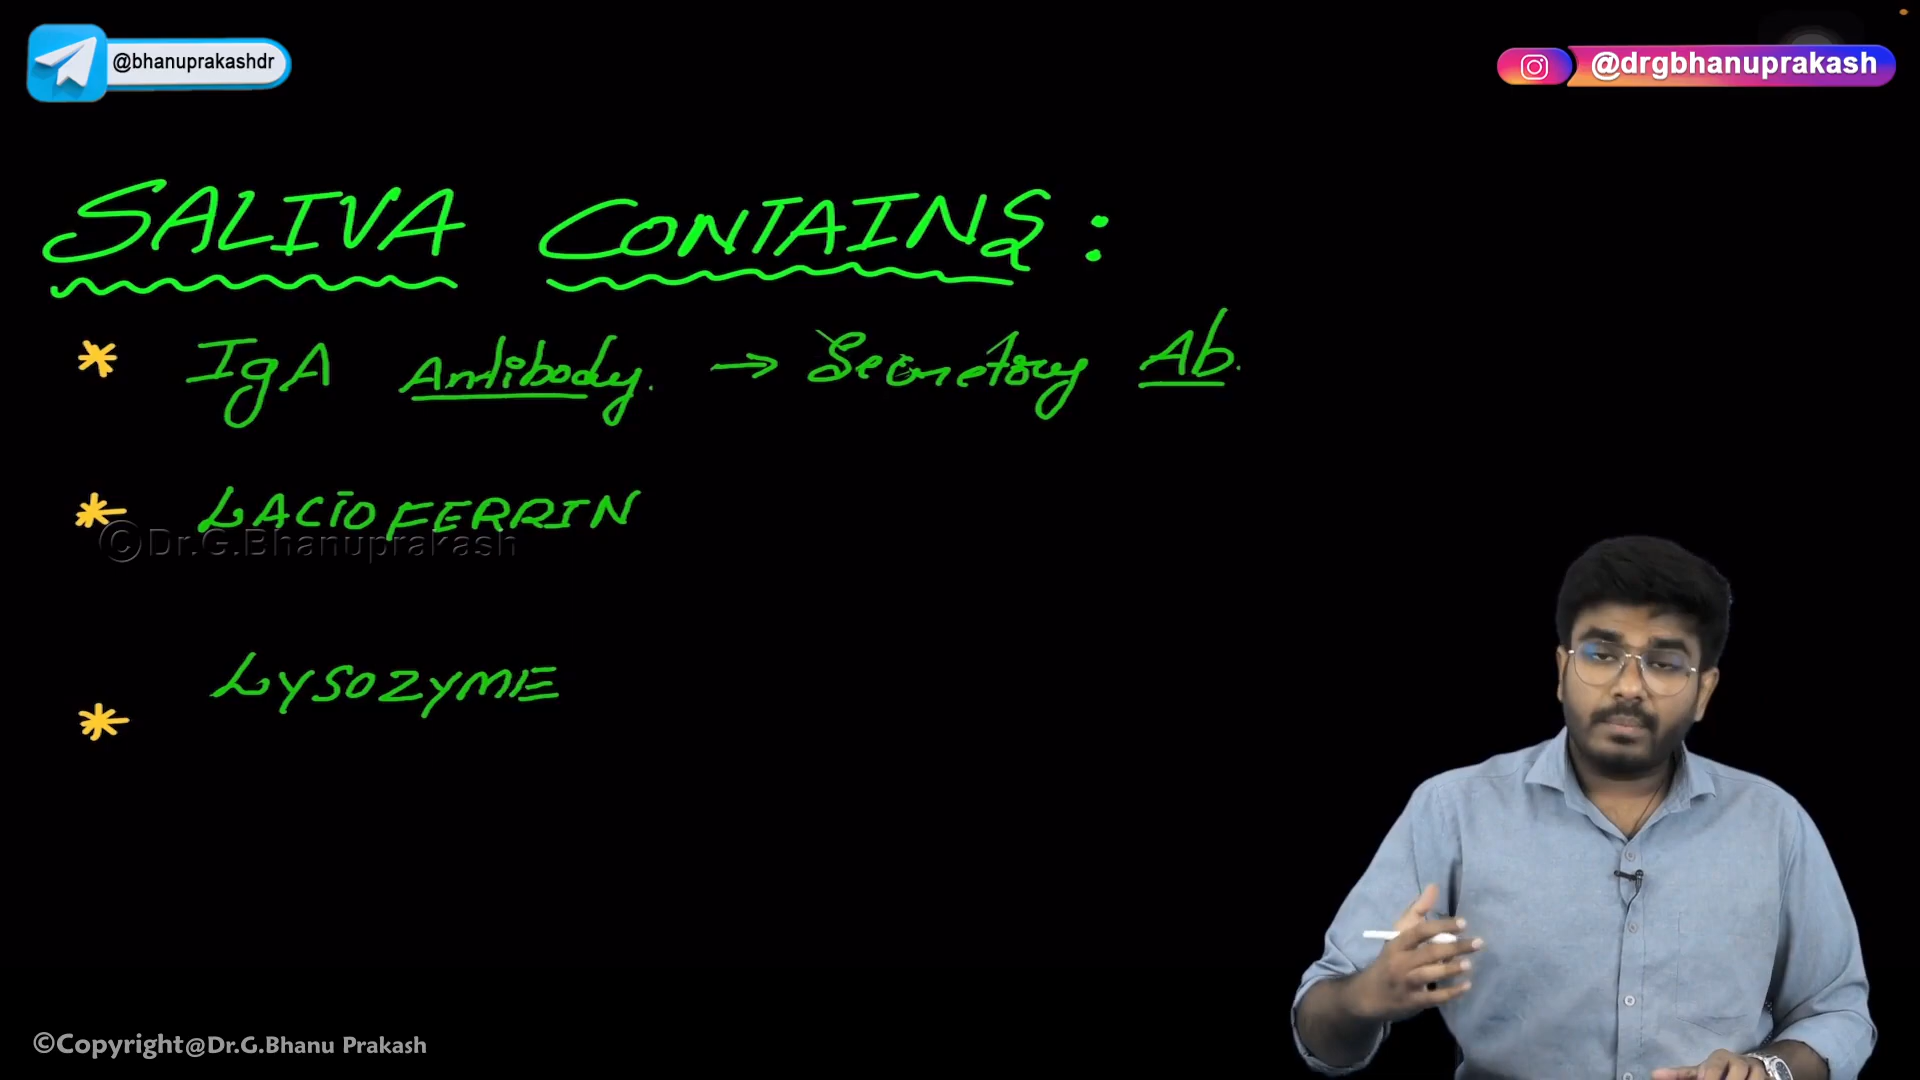 @bhanuprakashdr
@drgbhanuprakash
SALIVA CONTAINS:
* IgA Antibody. → Secretory Ab.
* LACTOFERRIN
©Dr.G.Bhanuprakash
* LYSOZYME
©Copyright@Dr.G.Bhanu Prakash